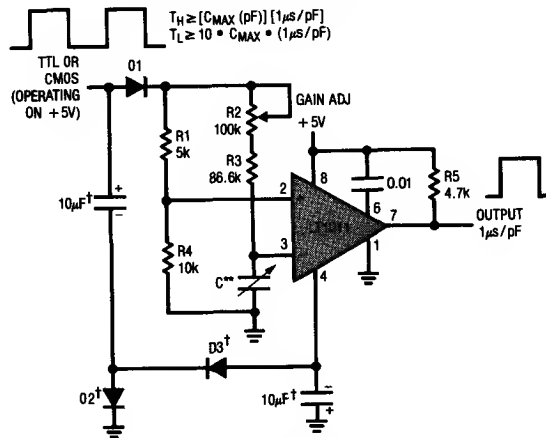 T_H ≥ [C_MAX (pF)] [1µs/pF]
T_L ≥ 10 • C_MAX • (1µs/pF)
TTL OR
CMOS
(OPERATING
ON +5V)
D1
R1
5k
R2
100k
GAIN ADJ
+5V
R3
86.6k
R5
4.7k
0.01
10µF†
+
−
2
+
8
6
7
OUTPUT
1µs/pF
3
−
1
4
R4
10k
C**
D3†
D2†
10µF†
−
+